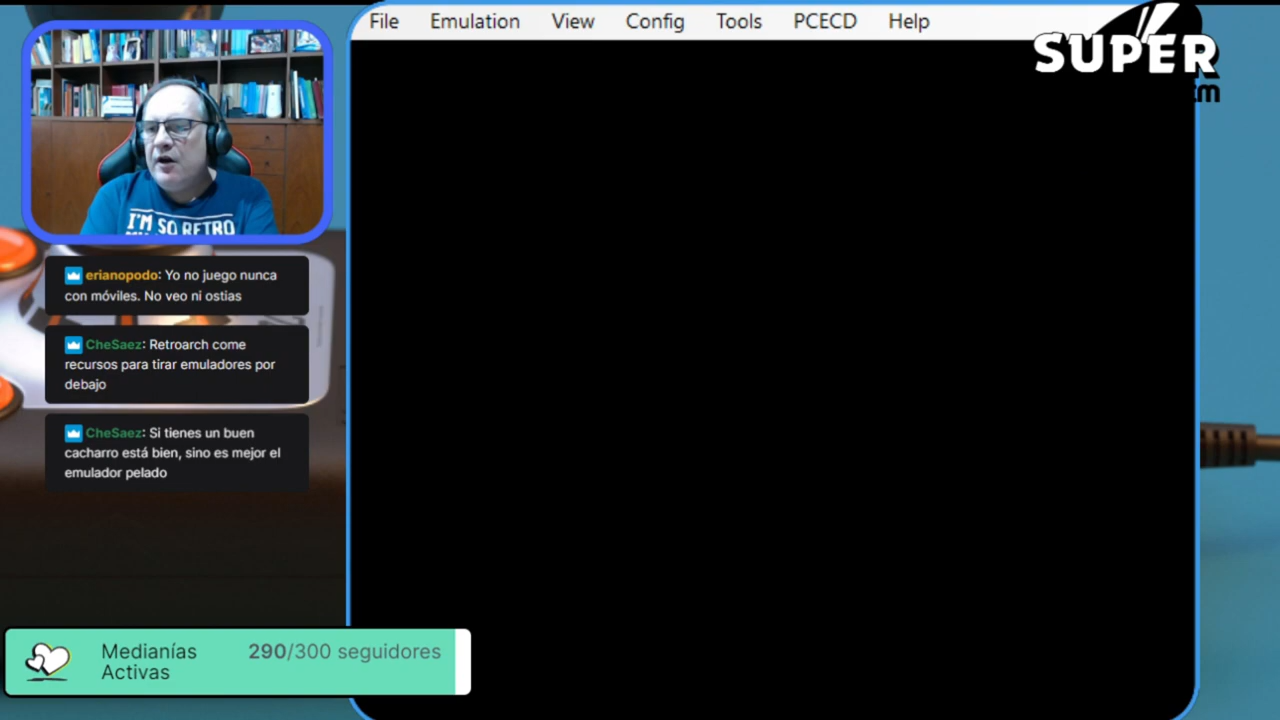 File Emulation View Config Tools PCECD Help
SUPER
CM
I'M SO RETRO
erianopodo: Yo no juego nunca
con móviles. No veo ni ostias
CheSaez: Retroarch come
recursos para tirar emuladores por
debajo
CheSaez: Si tienes un buen
cacharro está bien, sino es mejor el
emulador pelado
Medianías
Activas
290/300 seguidores